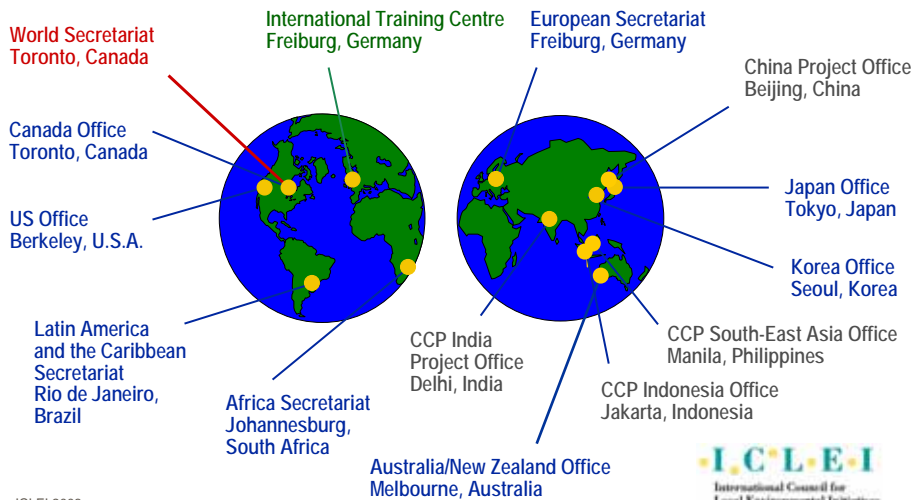 International Training Centre
Freiburg, Germany
European Secretariat
Freiburg, Germany
World Secretariat
Toronto, Canada
China Project Office
Beijing, China
Canada Office
Toronto, Canada
Japan Office
Tokyo, Japan
US Office
Berkeley, U.S.A.
Korea Office
Seoul, Korea
Latin America
and the Caribbean
Secretariat
Rio de Janeiro,
Brazil
CCP India
Project Office
Delhi, India
CCP South-East Asia Office
Manila, Philippines
CCP Indonesia Office
Jakarta, Indonesia
Africa Secretariat
Johannesburg,
South Africa
Australia/New Zealand Office
Melbourne, Australia
I·C·L·E·I
International Council for
Local Environmental Initiatives